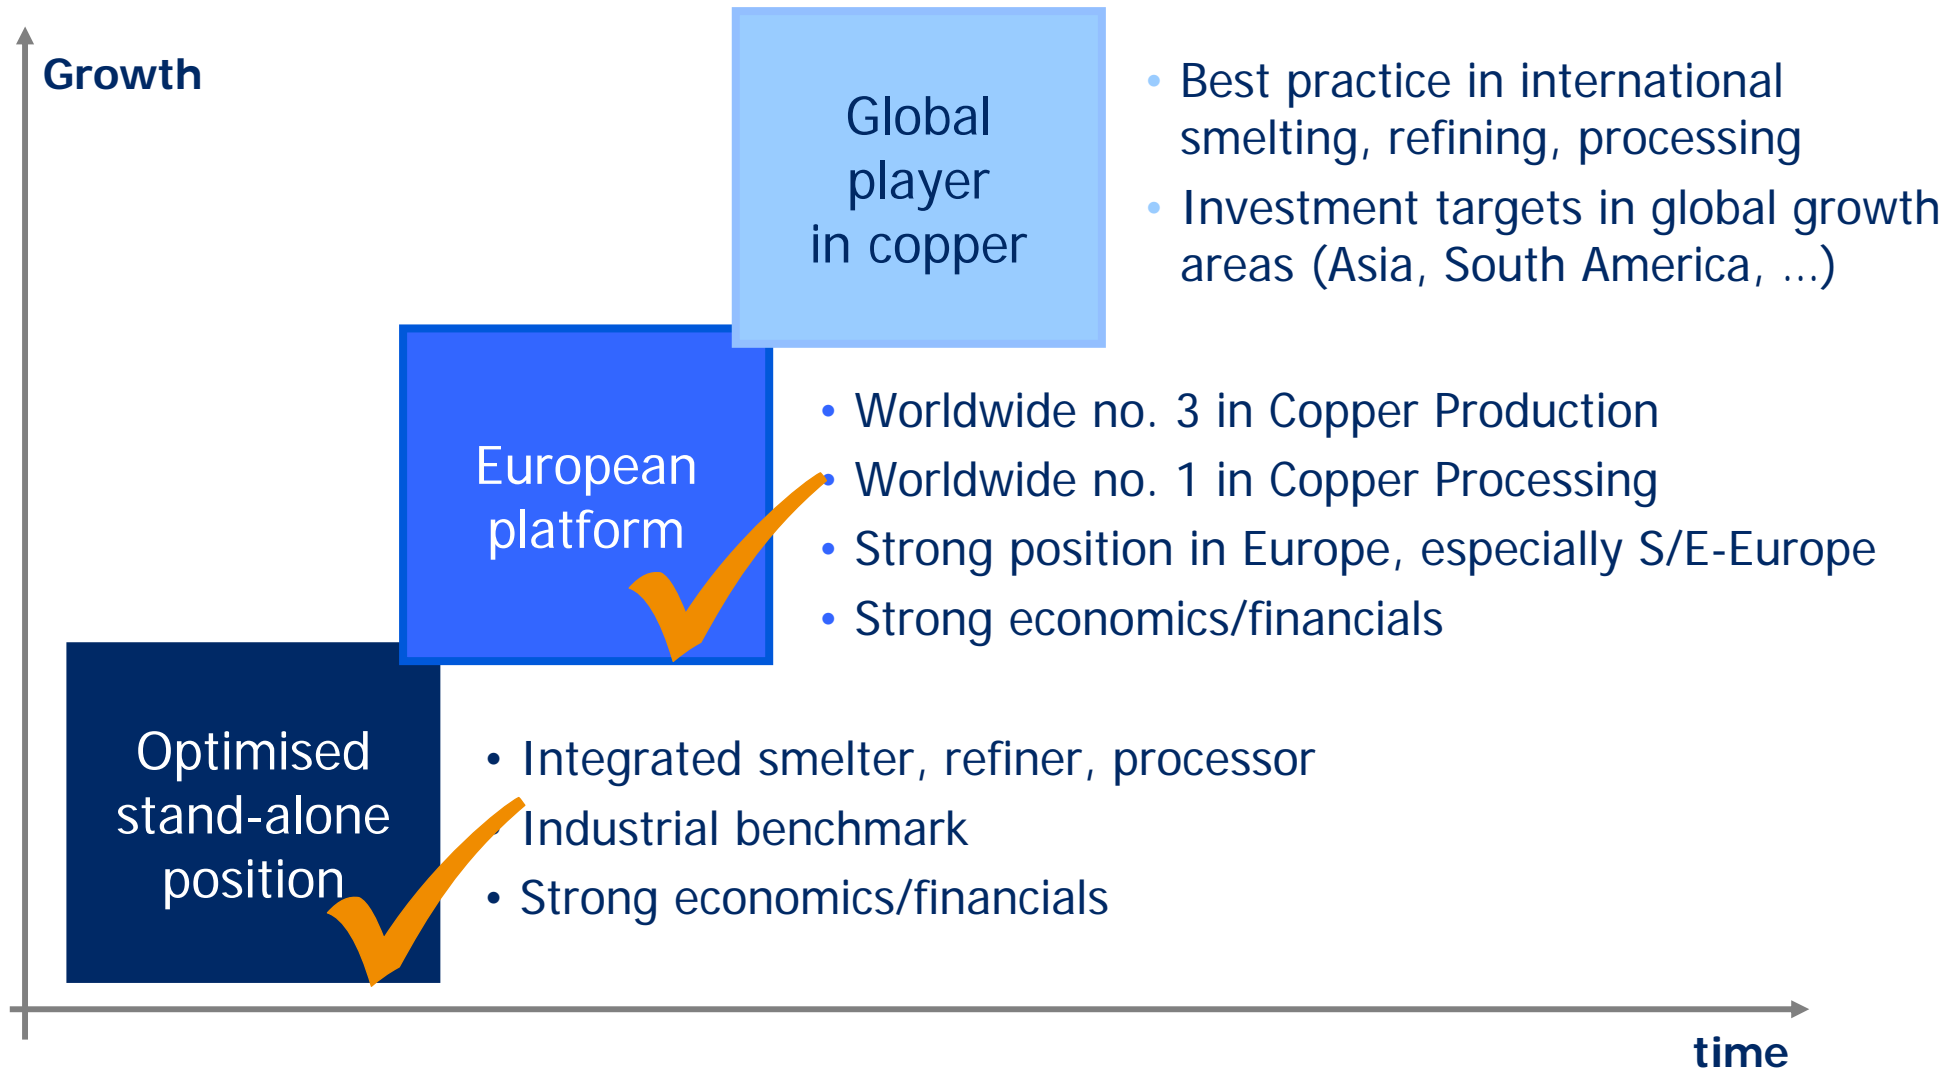 Growth
Global
player
in copper
• Best practice in international
smelting, refining, processing
• Investment targets in global growth
areas (Asia, South America, ...)
European
platform
• Worldwide no. 3 in Copper Production
• Worldwide no. 1 in Copper Processing
• Strong position in Europe, especially S/E-Europe
• Strong economics/financials
Optimised
stand-alone
position
• Integrated smelter, refiner, processor
• Industrial benchmark
• Strong economics/financials
time